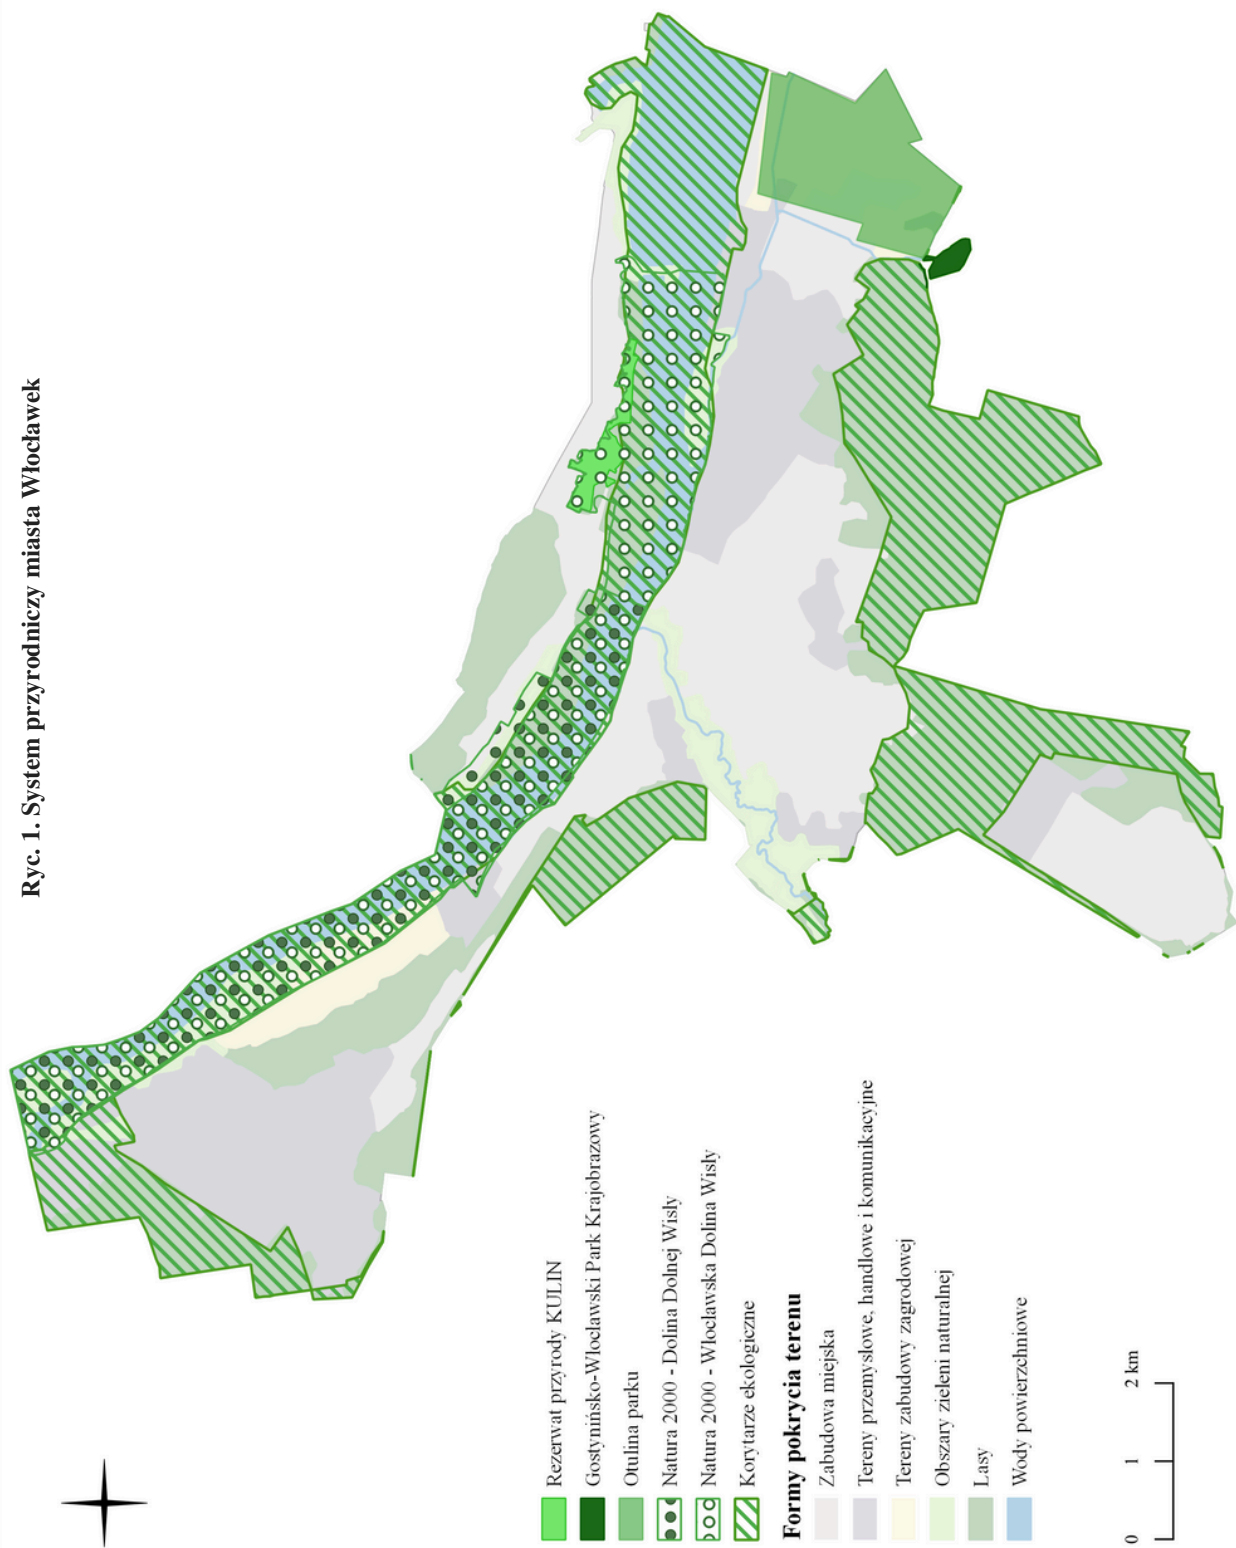 Ryc. 1. System przyrodniczy miasta Włocławek
Rezerwat przyrody KULIN
Gostynińsko-Włocławski Park Krajobrazowy
Otulina parku
Natura 2000 - Dolina Dolnej Wisły
Natura 2000 - Włocławska Dolina Wisły
Korytarze ekologiczne
Formy pokrycia terenu
Zabudowa miejska
Tereny przemysłowe, handlowe i komunikacyjne
Tereny zabudowy zagrodowej
Obszary zieleni naturalnej
Lasy
Wody powierzchniowe
0 1 2 km